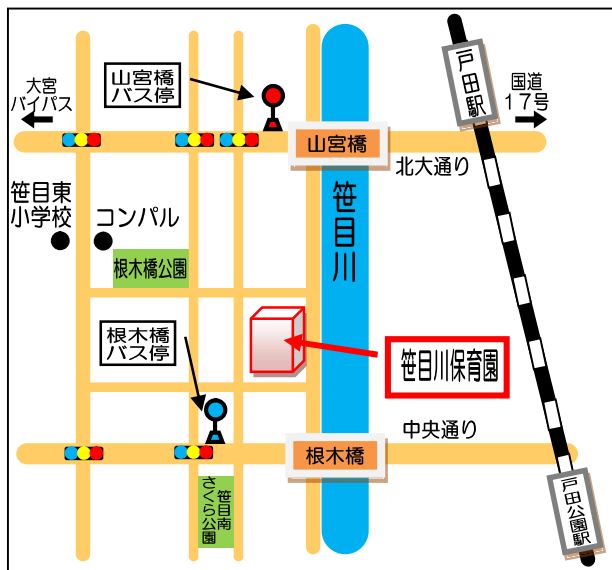 大宮
バイパス
山宮橋
バス停
戸田駅
国道
17号
山宮橋
北大通り
笹目東
小学校
コンパル
根木橋公園
笹目川
根木橋
バス停
笹目川保育園
中央通り
根木橋
笹目南
さくら公園
戸田公園駅